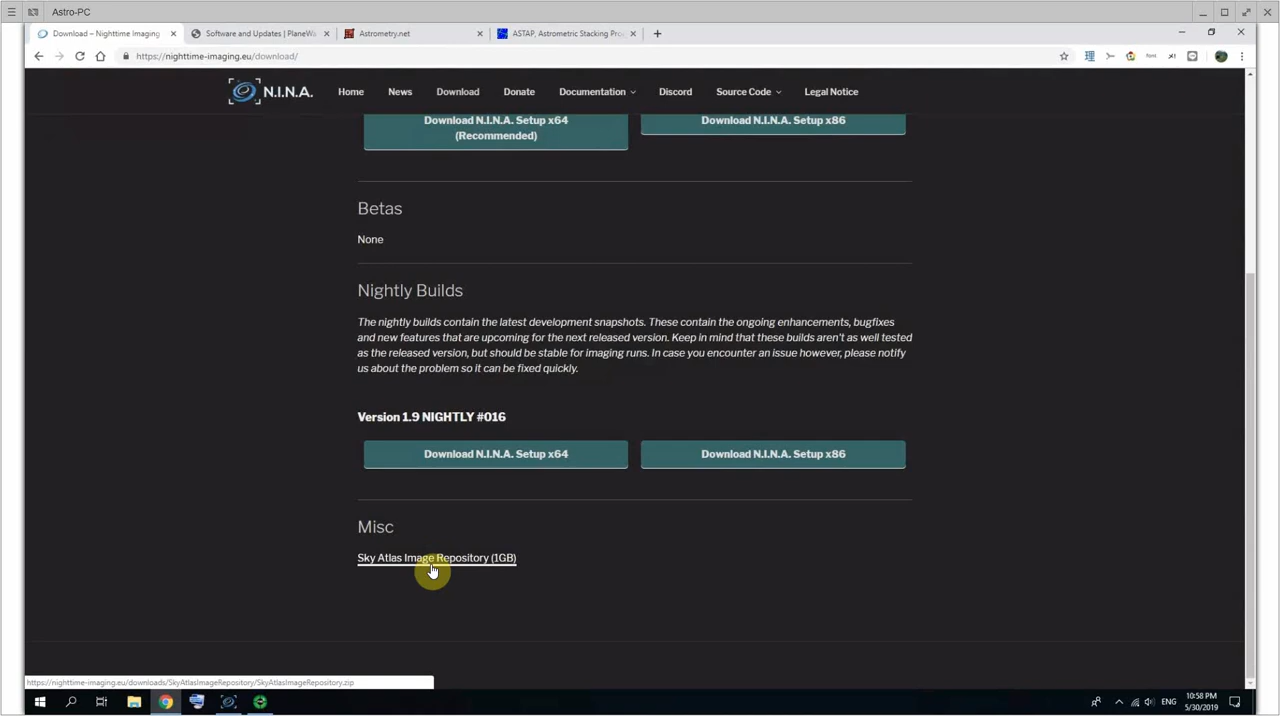 Astro-PC
Download – Nighttime Imaging
Software and Updates | PlaneWa
Astrometry.net
ASTAP, Astrometric Stacking Pro
https://nighttime-imaging.eu/download/
N.I.N.A.
Home
News
Download
Donate
Documentation
Discord
Source Code
Legal Notice
Download N.I.N.A. Setup x64
(Recommended)
Download N.I.N.A. Setup x86
Betas
None
Nightly Builds
The nightly builds contain the latest development snapshots. These contain the ongoing enhancements, bugfixes
and new features that are upcoming for the next released version. Keep in mind that these builds aren't as well tested
as the released version, but should be stable for imaging runs. In case you encounter an issue however, please notify
us about the problem so it can be fixed quickly.
Version 1.9 NIGHTLY #016
Download N.I.N.A. Setup x64
Download N.I.N.A. Setup x86
Misc
Sky Atlas Image Repository (1GB)
https://nighttime-imaging.eu/downloads/SkyAtlasImageRepository/SkyAtlasImageRepository.zip
ENG
10:58 PM
5/30/2019